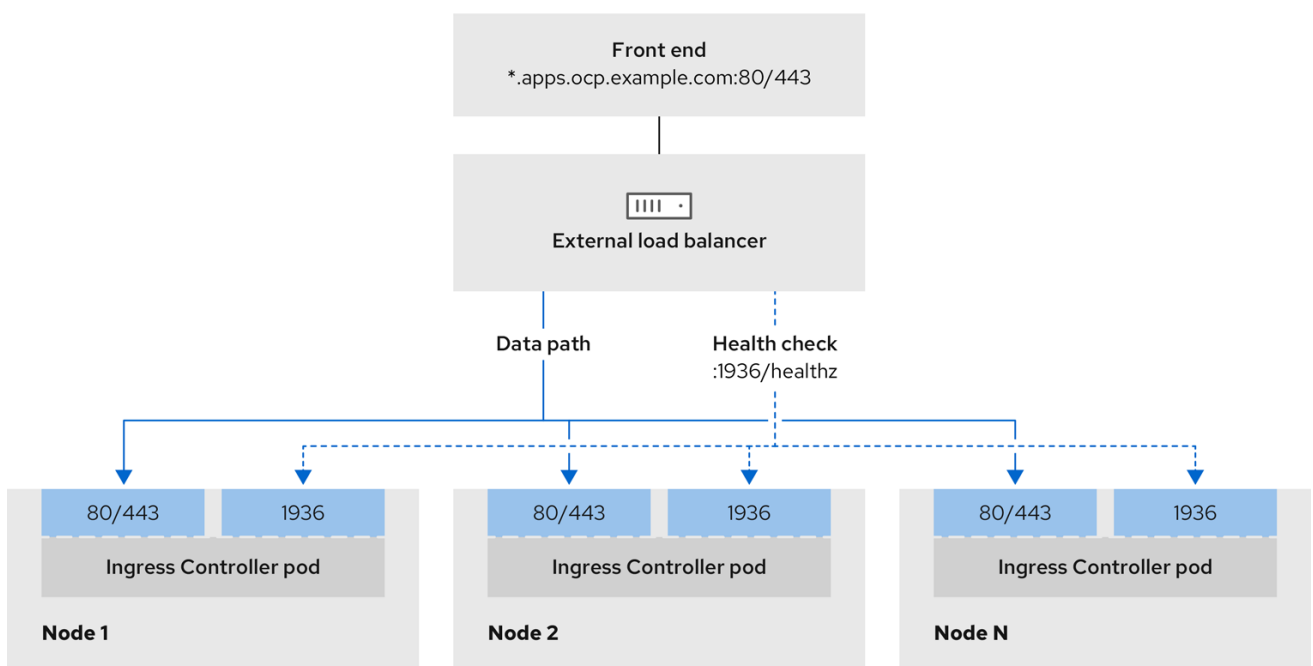 Front end
*.apps.ocp.example.com:80/443
External load balancer
Data path
Health check
:1936/healthz
80/443
1936
80/443
1936
80/443
1936
Ingress Controller pod
Ingress Controller pod
Ingress Controller pod
Node 1
Node 2
Node N